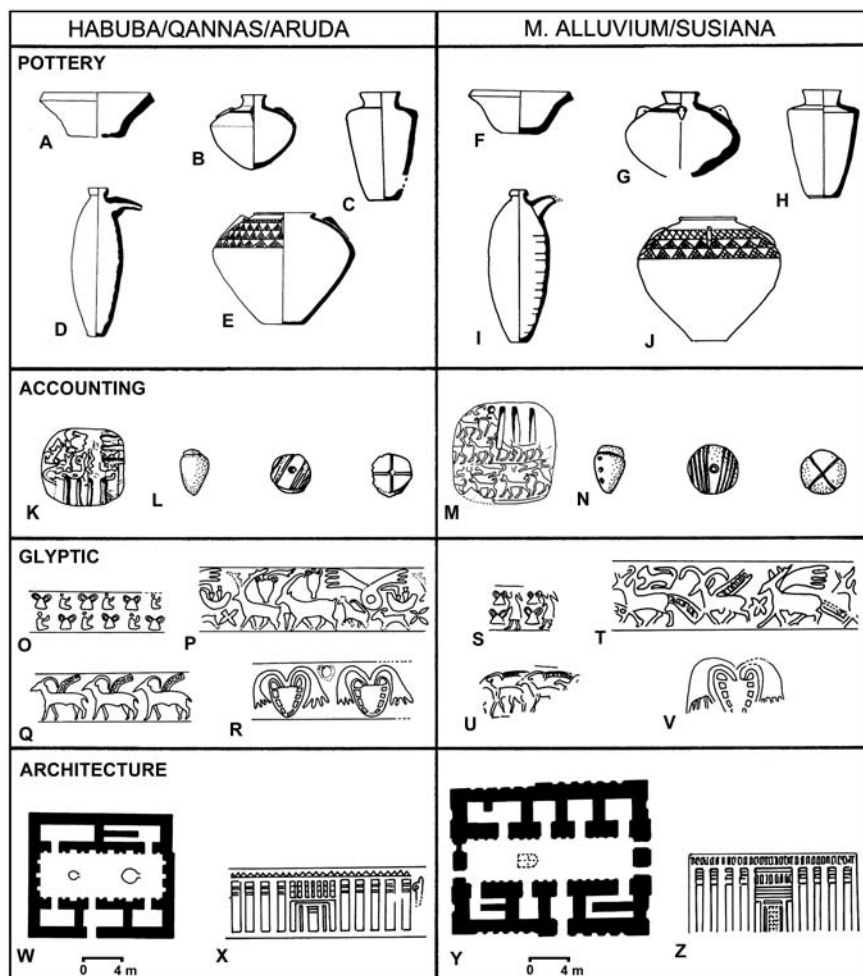 HABUBA/QANNAS/ARUDA
M. ALLUVIUM/SUSIANA
POTTERY
A
B
C
D
E
F
G
H
I
J
ACCOUNTING
K
L
M
N
GLYPTIC
O
P
Q
R
S
T
U
V
ARCHITECTURE
W
0 4 m
X
Y
0 4 m
Z